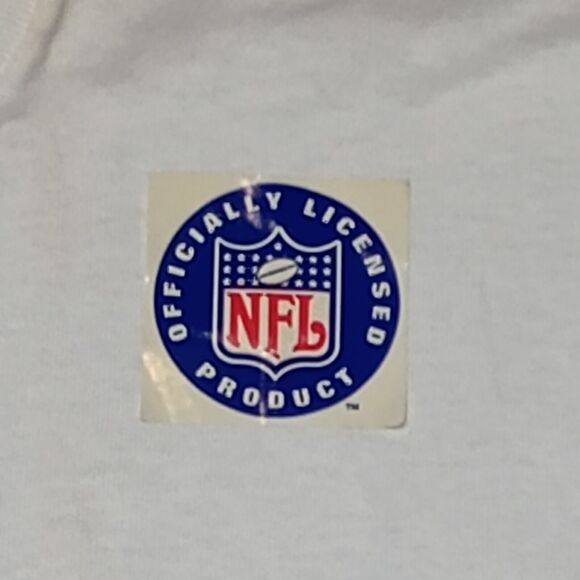 OFFICIALLY LICENSED
NFL
PRODUCT
TM